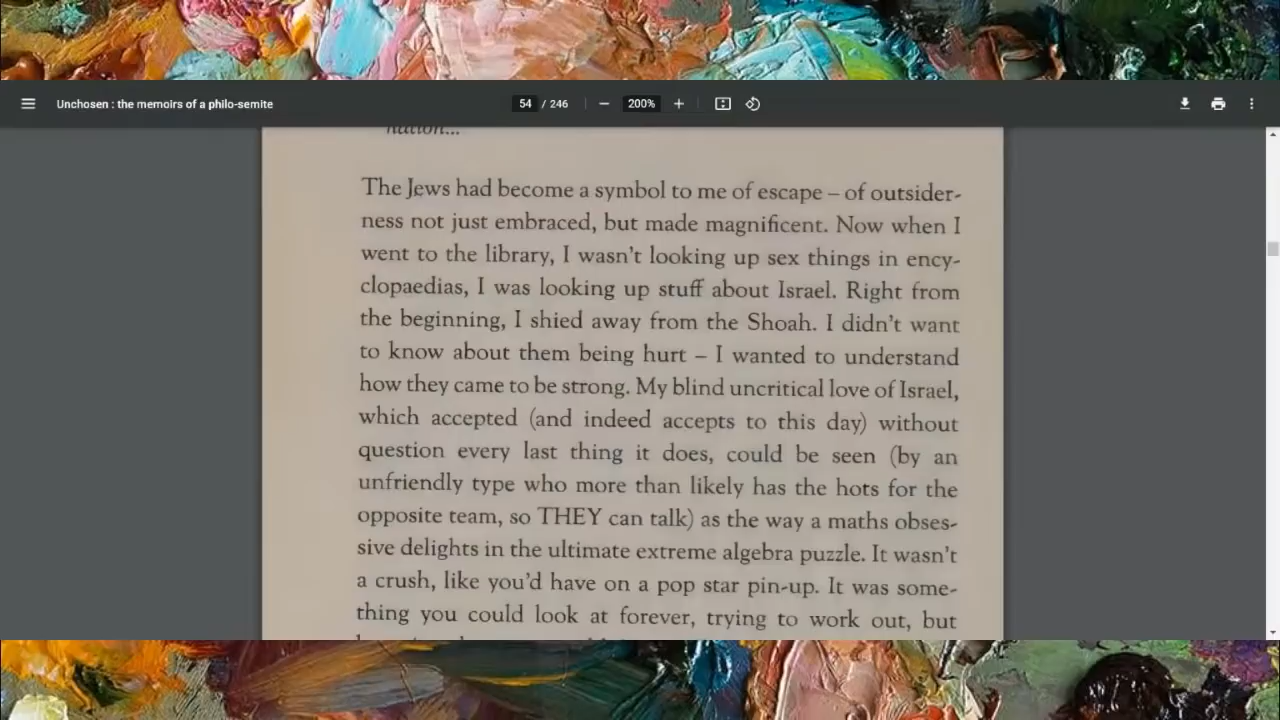 Unchosen : the memoirs of a philo-semite
54 / 246
200%
nation...
The Jews had become a symbol to me of escape – of outsider-
ness not just embraced, but made magnificent. Now when I
went to the library, I wasn't looking up sex things in ency-
clopaedias, I was looking up stuff about Israel. Right from
the beginning, I shied away from the Shoah. I didn't want
to know about them being hurt – I wanted to understand
how they came to be strong. My blind uncritical love of Israel,
which accepted (and indeed accepts to this day) without
question every last thing it does, could be seen (by an
unfriendly type who more than likely has the hots for the
opposite team, so THEY can talk) as the way a maths obses-
sive delights in the ultimate extreme algebra puzzle. It wasn't
a crush, like you'd have on a pop star pin-up. It was some-
thing you could look at forever, trying to work out, but